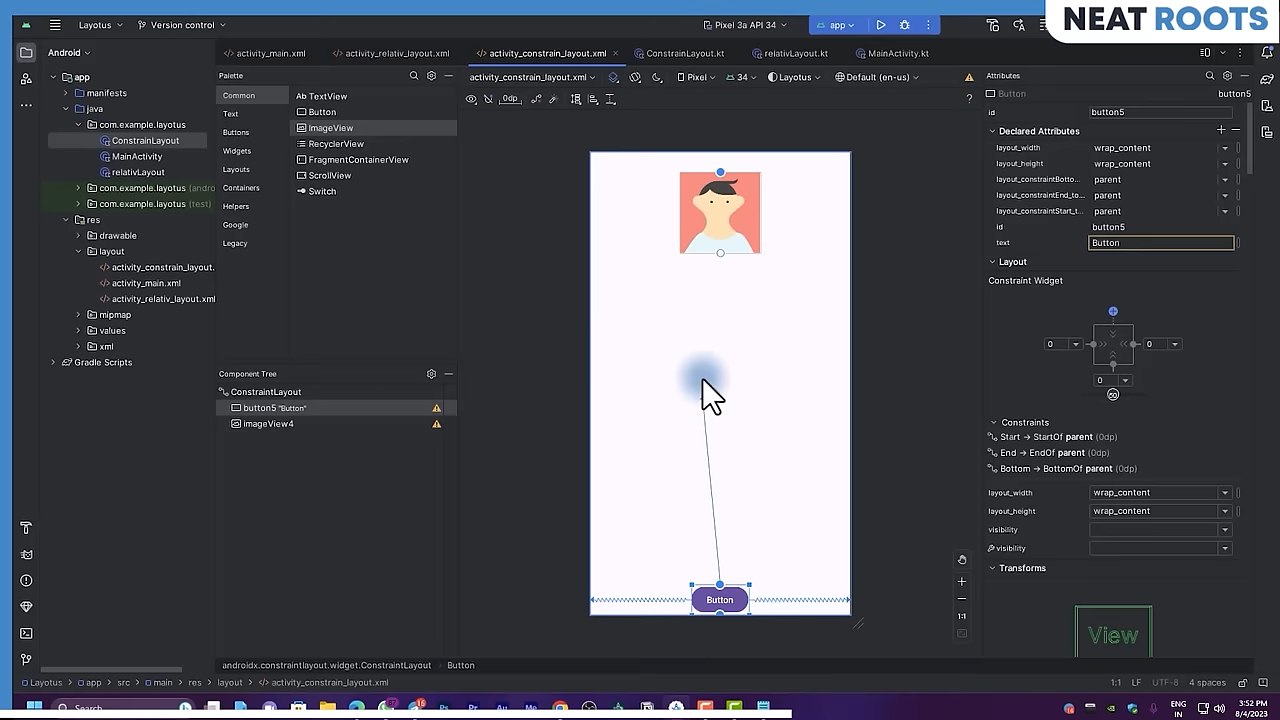 NEAT ROOTS
Layotus
Version control
Pixel 3a API 34
app
Android
activity_main.xml
activity_relativ_layout.xml
activity_constrain_layout.xml
ConstrainLayout.kt
relativLayout.kt
MainActivity.kt
app
manifests
java
com.example.layotus
ConstrainLayout
MainActivity
relativLayout
com.example.layotus (andro
com.example.layotus (test)
res
drawable
layout
activity_constrain_layout.
activity_main.xml
activity_relativ_layout.xml
mipmap
values
xml
Gradle Scripts
Palette
Common
Text
Buttons
Widgets
Layouts
Containers
Helpers
Google
Legacy
Ab TextView
Button
ImageView
RecyclerView
FragmentContainerView
ScrollView
Switch
Component Tree
ConstraintLayout
button5 "Button"
imageView4
activity_constrain_layout.xml
Pixel
34
Layotus
Default (en-us)
0dp
?
Button
1:1
Attributes
Button
button5
id
button5
Declared Attributes
layout_width
wrap_content
layout_height
wrap_content
layout_constraintBotto...
parent
layout_constraintEnd_to...
parent
layout_constraintStart_t...
parent
id
button5
text
Button
Layout
Constraint Widget
0
0
0
50
Constraints
Start → StartOf parent (0dp)
End → EndOf parent (0dp)
Bottom → BottomOf parent (0dp)
layout_width
wrap_content
layout_height
wrap_content
visibility
visibility
Transforms
View
androidx.constraintlayout.widget.ConstraintLayout
Button
Layotus
app
src
main
res
layout
activity_constrain_layout.xml
1:1
LF
UTF-8
4 spaces
Search
ENG
IN
3:52 PM
8/4/2023